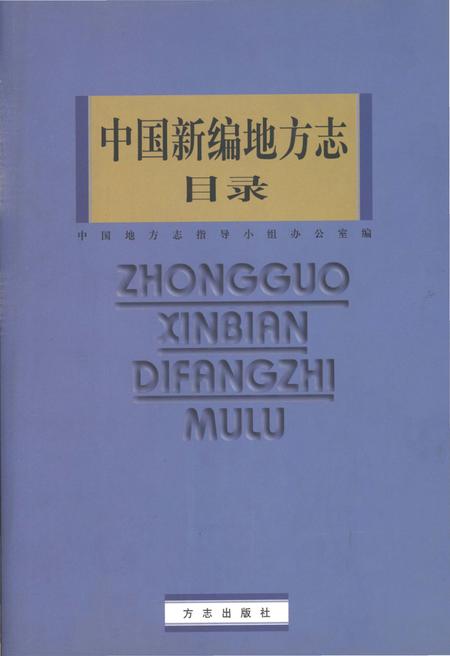 中国新编地方志
目录
中国地方志指导小组办公室编
ZHONGGUO
XINBIAN
DIFANGZHI
MULU
方志出版社